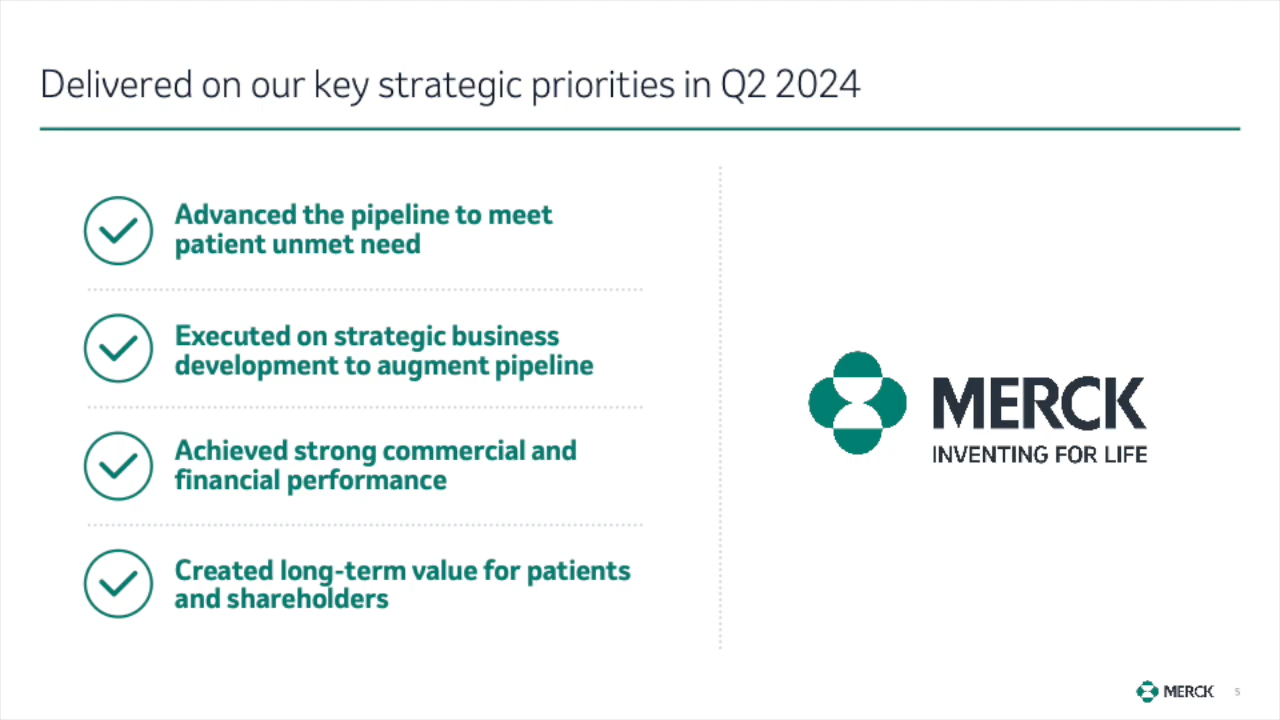 Delivered on our key strategic priorities in Q2 2024
Advanced the pipeline to meet
patient unmet need
Executed on strategic business
development to augment pipeline
Achieved strong commercial and
financial performance
Created long-term value for patients
and shareholders
MERCK
INVENTING FOR LIFE
MERCK 5